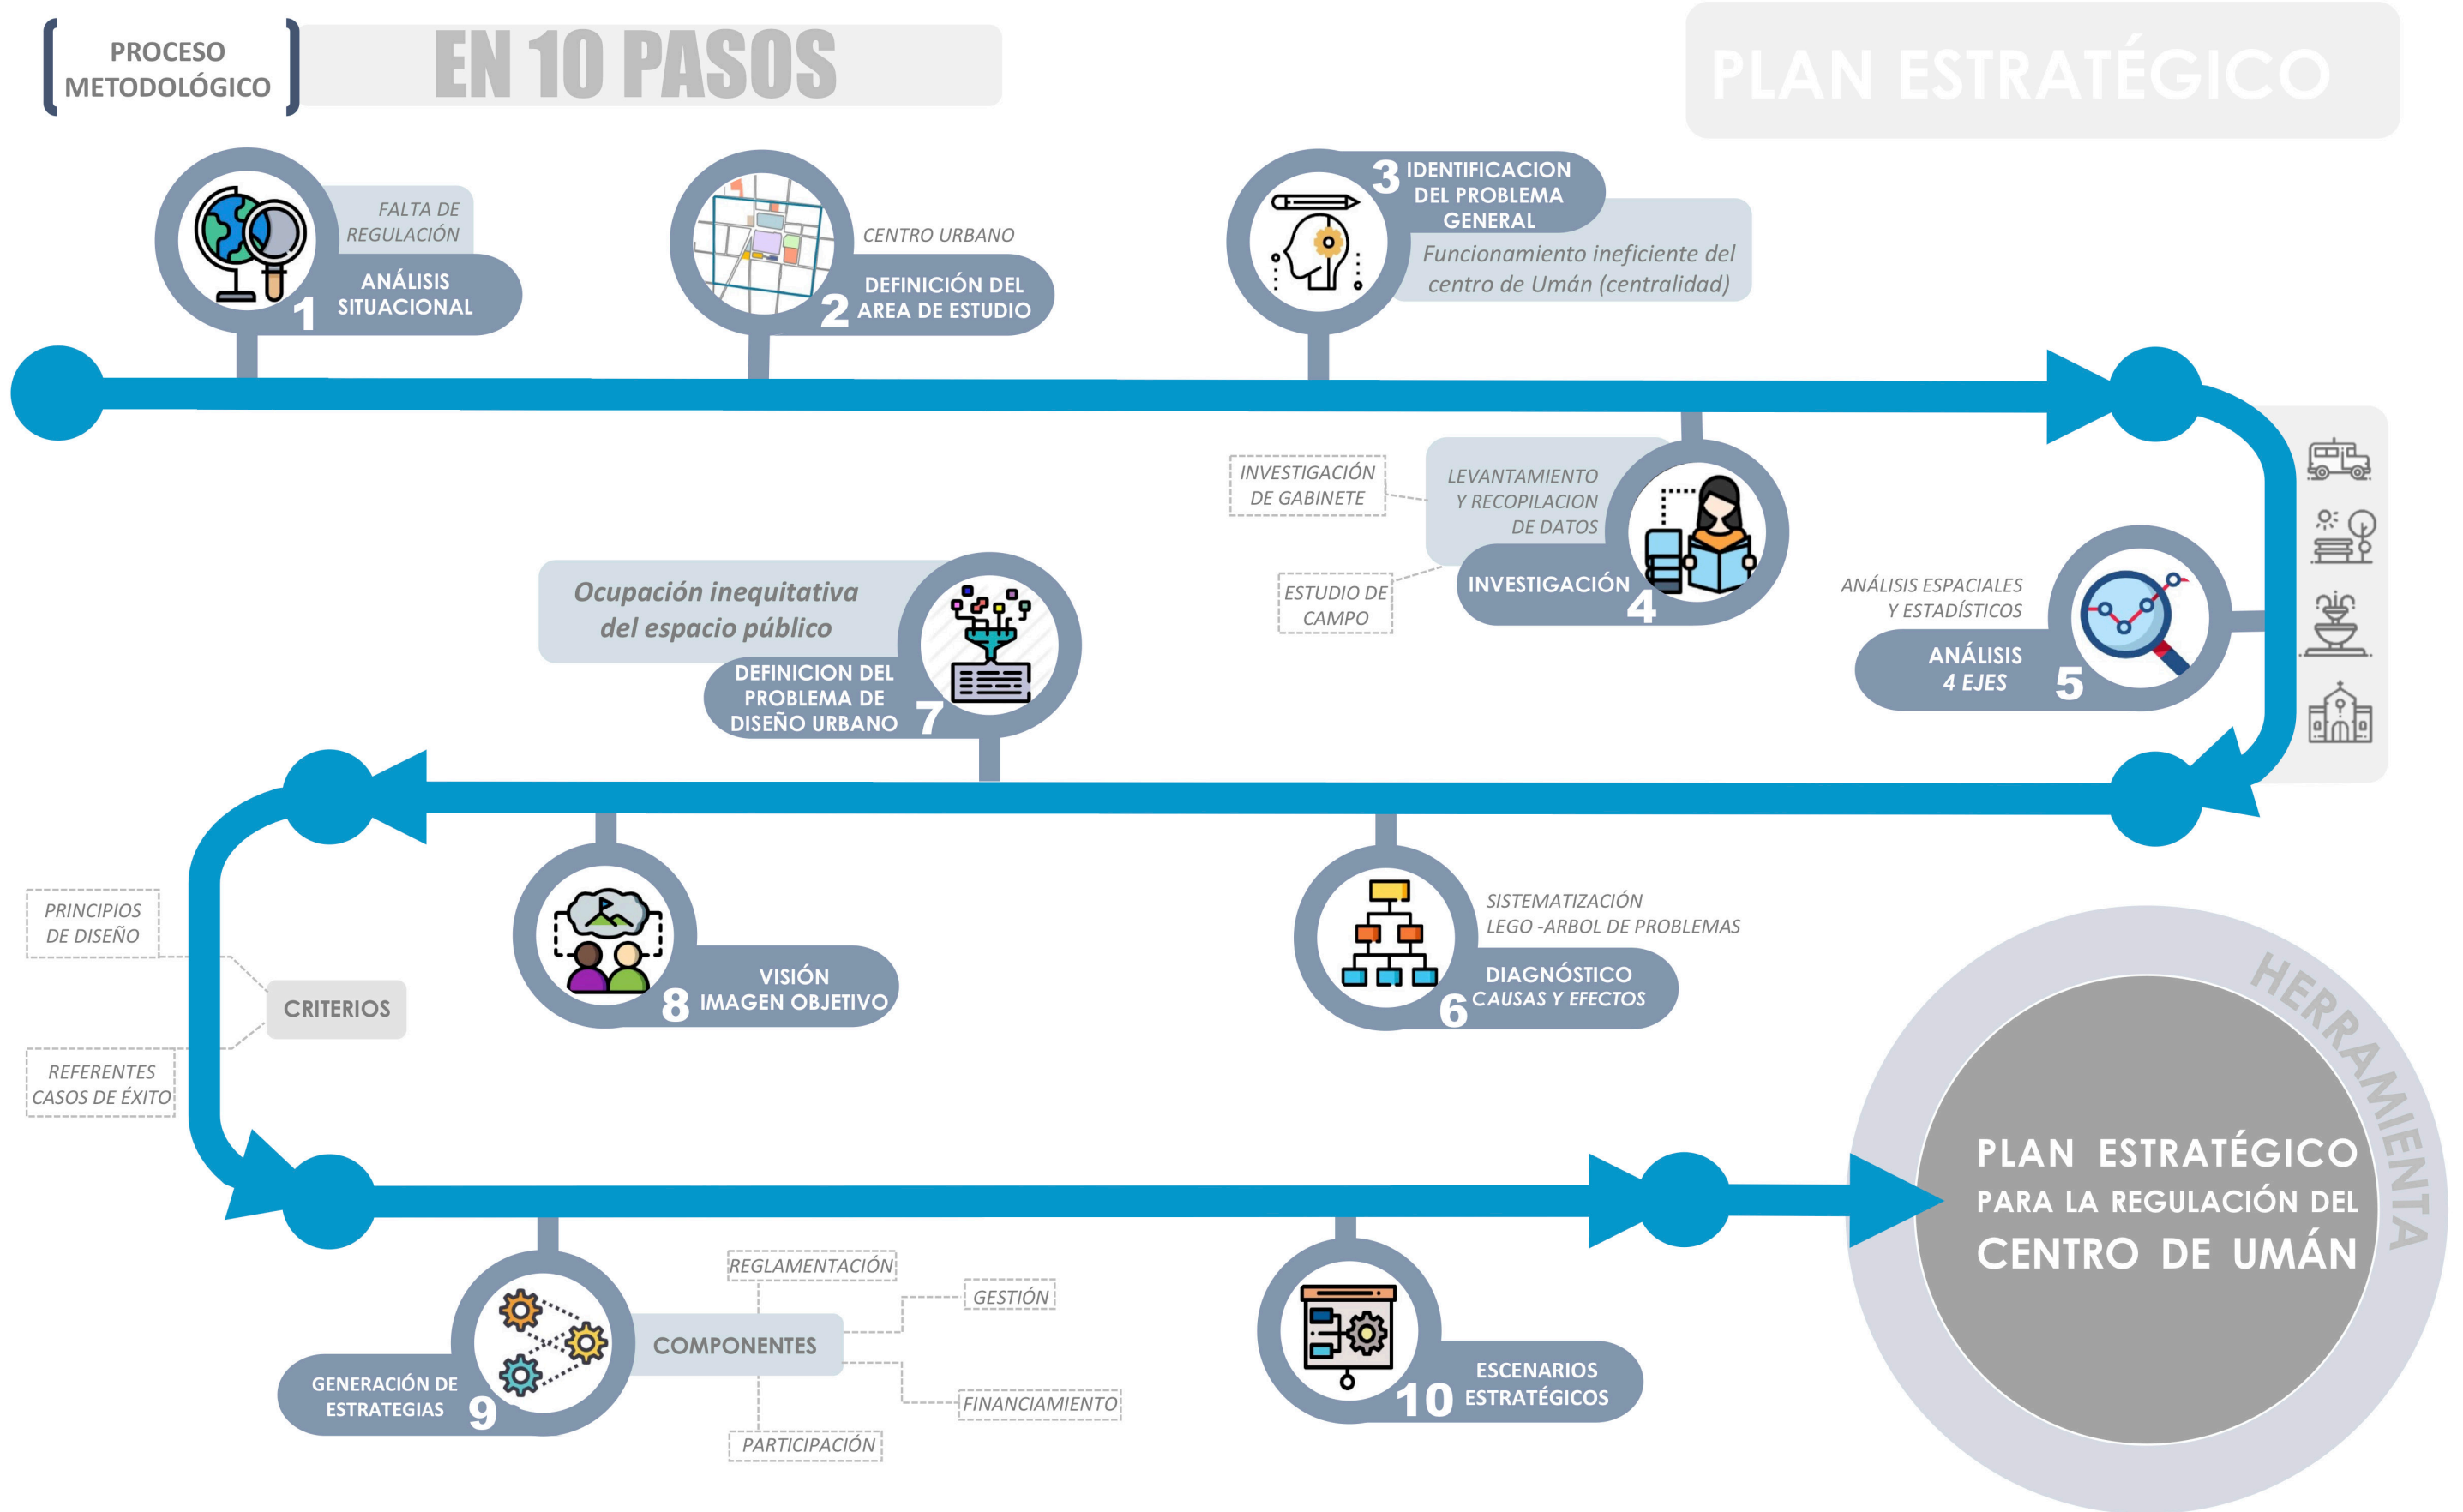 PROCESO
METODOLÓGICO
EN 10 PASOS
PLAN ESTRATÉGICO
FALTA DE
REGULACIÓN
1
ANÁLISIS
SITUACIONAL
CENTRO URBANO
2
DEFINICIÓN DEL
AREA DE ESTUDIO
3
IDENTIFICACION
DEL PROBLEMA
GENERAL
Funcionamiento ineficiente del
centro de Umán (centralidad)
INVESTIGACIÓN
DE GABINETE
ESTUDIO DE
CAMPO
LEVANTAMIENTO
Y RECOPILACION
DE DATOS
INVESTIGACIÓN
4
ANÁLISIS ESPACIALES
Y ESTADÍSTICOS
ANÁLISIS
4 EJES
5
SISTEMATIZACIÓN
LEGO -ARBOL DE PROBLEMAS
DIAGNÓSTICO
6
CAUSAS Y EFECTOS
Ocupación inequitativa
del espacio público
DEFINICION DEL
PROBLEMA DE
DISEÑO URBANO
7
VISIÓN
8
IMAGEN OBJETIVO
PRINCIPIOS
DE DISEÑO
CRITERIOS
REFERENTES
CASOS DE ÉXITO
GENERACIÓN DE
ESTRATEGIAS
9
COMPONENTES
REGLAMENTACIÓN
GESTIÓN
FINANCIAMIENTO
PARTICIPACIÓN
10
ESCENARIOS
ESTRATÉGICOS
HERRAMIENTA
PLAN ESTRATÉGICO
PARA LA REGULACIÓN DEL
CENTRO DE UMÁN